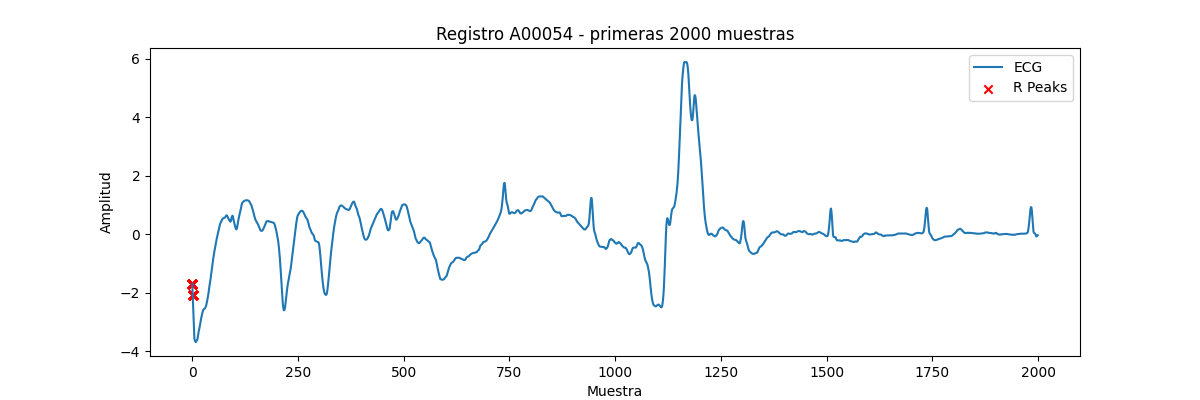 Registro A00054 - primeras 2000 muestras
ECG
R Peaks
Amplitud
6
4
2
0
−2
−4
0 250 500 750 1000 1250 1500 1750 2000
Muestra